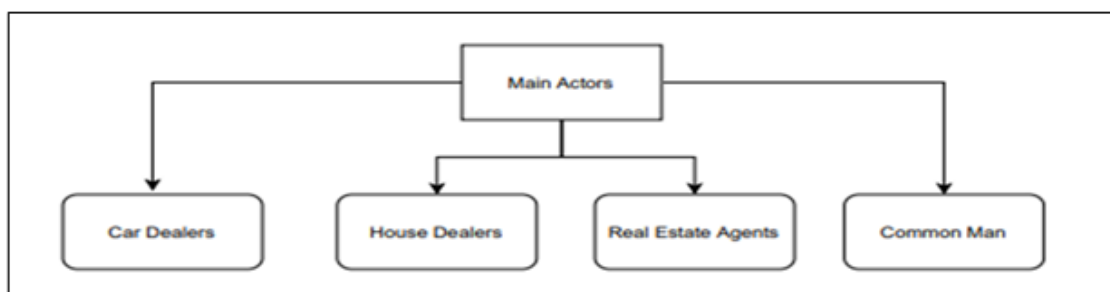 Main Actors
Car Dealers
House Dealers
Real Estate Agents
Common Man